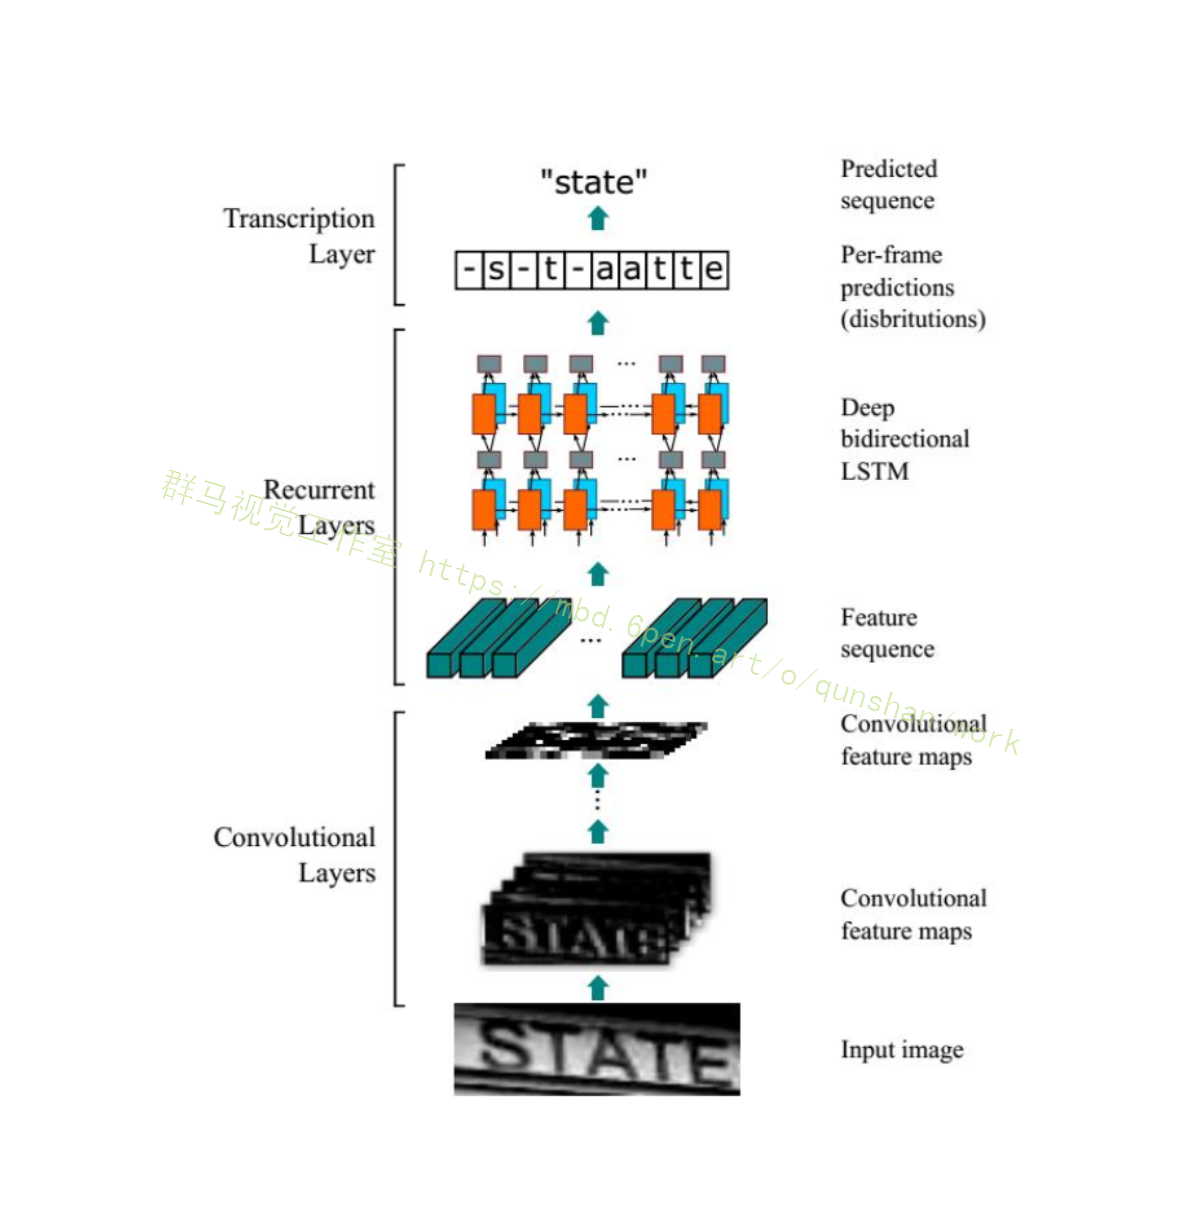 "state"
Predicted
sequence
Transcription
Layer
-s-t-aatte
Per-frame
predictions
(disbritutions)
Deep
bidirectional
LSTM
Recurrent
Layers
群马视觉工作室 https://mbd.6pen.art/o/qunshan/work
Feature
sequence
Convolutional
feature maps
Convolutional
Layers
STATE
Convolutional
feature maps
STATE
Input image